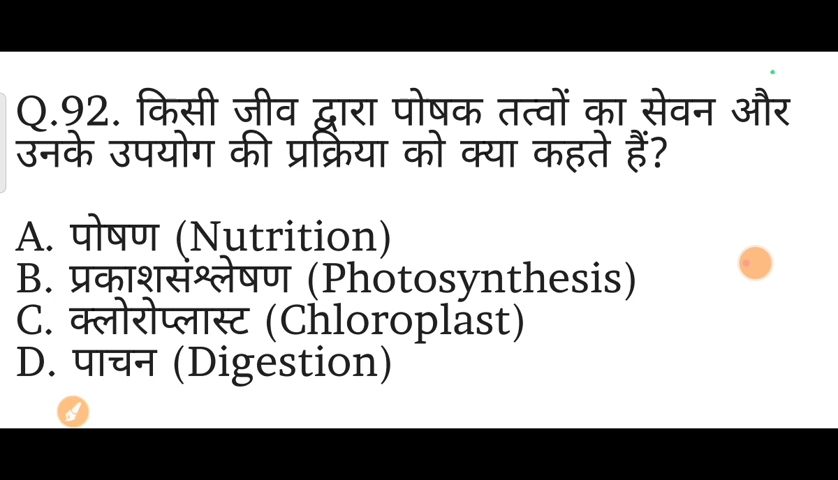 Q.92. किसी जीव द्वारा पोषक तत्वों का सेवन और
उनके उपयोग की प्रक्रिया को क्या कहते हैं?
A. पोषण (Nutrition)
B. प्रकाशसंश्लेषण (Photosynthesis)
C. क्लोरोप्लास्ट (Chloroplast)
D. पाचन (Digestion)